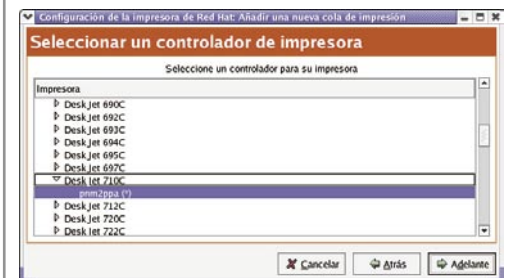 Configuración de la impresora de Red Hat: Añadir una nueva cola de impresión
Seleccionar un controlador de impresora
Seleccione un controlador para su impresora
Impresora
DeskJet 690C
DeskJet 692C
DeskJet 693C
DeskJet 694C
DeskJet 695C
DeskJet 697C
DeskJet 710C
pnm2ppa (*)
DeskJet 712C
DeskJet 720C
DeskJet 722C
Cancelar Atrás Adelante